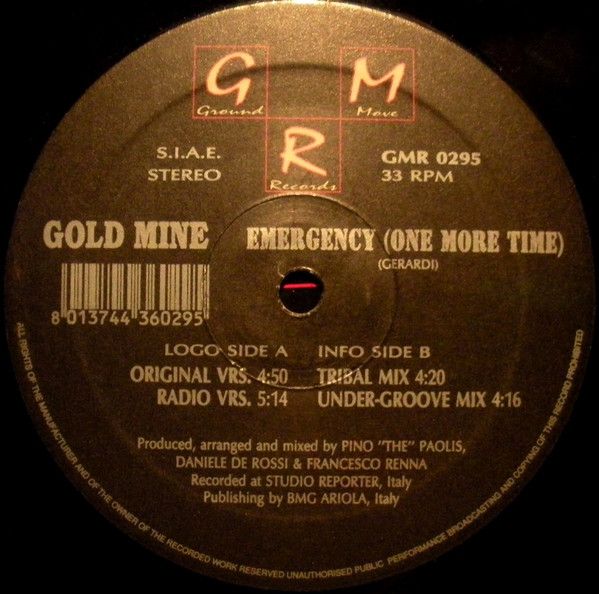 G M
Ground Move
R
Records
S.I.A.E.
STEREO
GMR 0295
33 RPM
GOLD MINE
EMERGENCY (ONE MORE TIME)
(GERARDI)
8 013744 360295
LOGO SIDE A
ORIGINAL VRS. 4:50
RADIO VRS. 5:14
INFO SIDE B
TRIBAL MIX 4:20
UNDER-GROOVE MIX 4:16
Produced, arranged and mixed by PINO "THE" PAOLIS,
DANIELE DE ROSSI & FRANCESCO RENNA
Recorded at STUDIO REPORTER, Italy
Publishing by BMG ARIOLA, Italy
ALL RIGHTS OF THE MANUFACTURER AND OF THE OWNER OF THE RECORDED WORK RESERVED UNAUTHORISED PUBLIC PERFORMANCE BROADCASTING AND COPYING OF THIS RECORD PROHIBITED